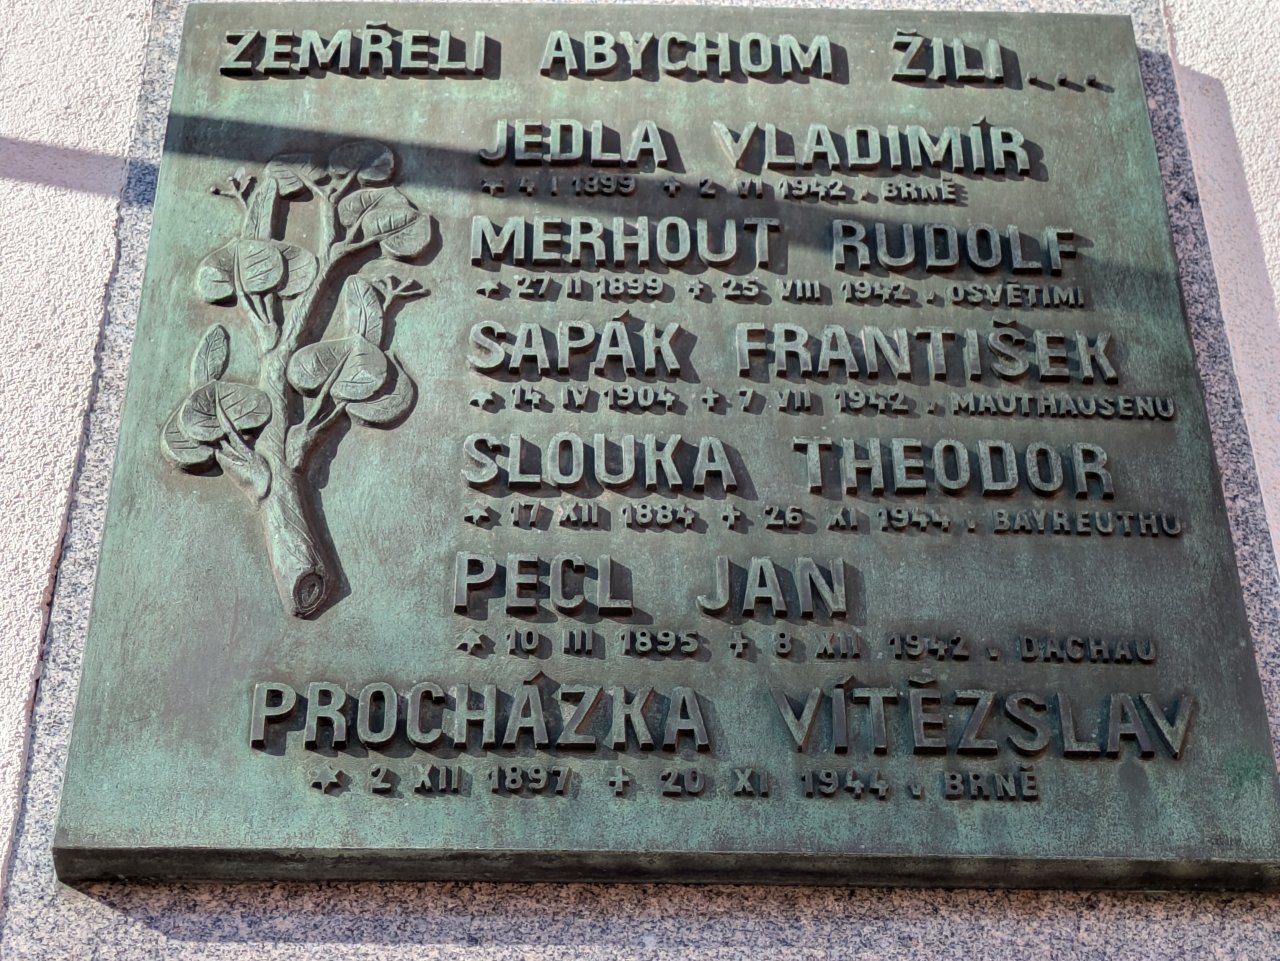 ZEMŘELI ABYCHOM ŽILI....
JEDLA VLADIMÍR
* 4 I 1899 + 2 VI 1942 V BRNĚ
MERHOUT RUDOLF
* 27 II 1899 + 25 VIII 1942 V OSVĚTIMI
SAPÁK FRANTIŠEK
* 14 IV 1904 + 7 VII 1942 V MAUTHAUSENU
SLOUKA THEODOR
* 17 XII 1884 + 26 XI 1944 V BAYREUTHU
PECL JAN
* 10 III 1895 + 8 XII 1942 V DACHAU
PROCHÁZKA VÍTĚZSLAV
* 2 XII 1897 + 20 XI 1944 V BRNĚ